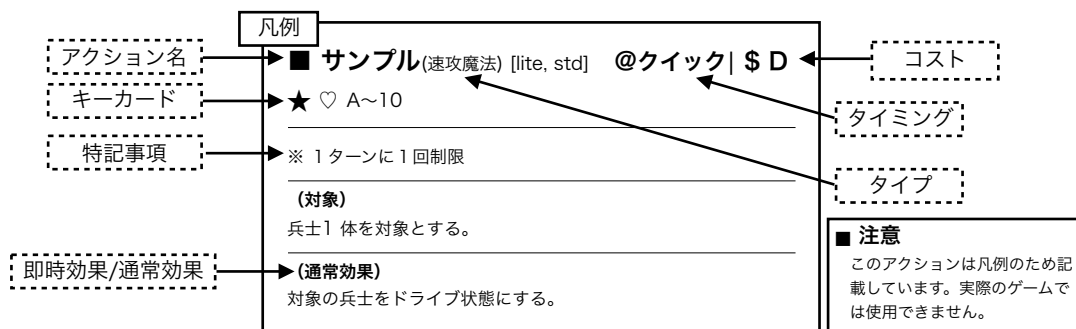 凡例
アクション名
■ サンプル(速攻魔法) [lite, std] @クイック| $ D
コスト
キーカード
★ ♡ A〜10
タイミング
特記事項
※ 1ターンに1回制限
タイプ
(対象)
兵士1 体を対象とする。
即時効果/通常効果
(通常効果)
対象の兵士をドライブ状態にする。
■ 注意
このアクションは凡例のため記
載しています。実際のゲームで
は使用できません。